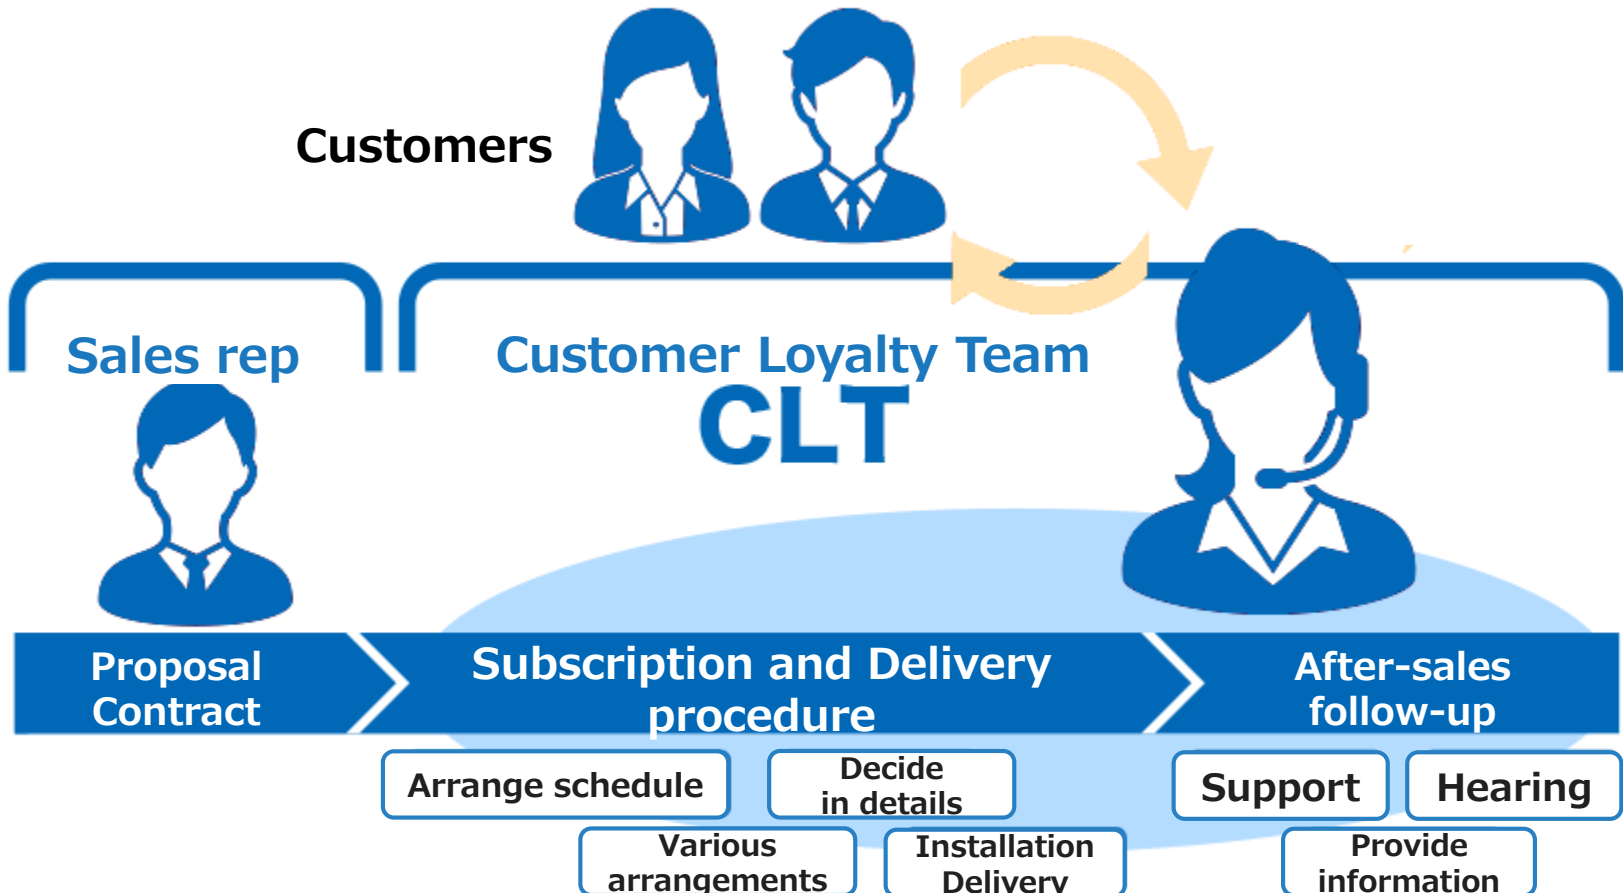 Customers
Sales rep
Customer Loyalty Team
CLT
Proposal
Contract
Subscription and Delivery
procedure
After-sales
follow-up
Arrange schedule
Decide
in details
Various
arrangements
Installation
Delivery
Support
Hearing
Provide
information